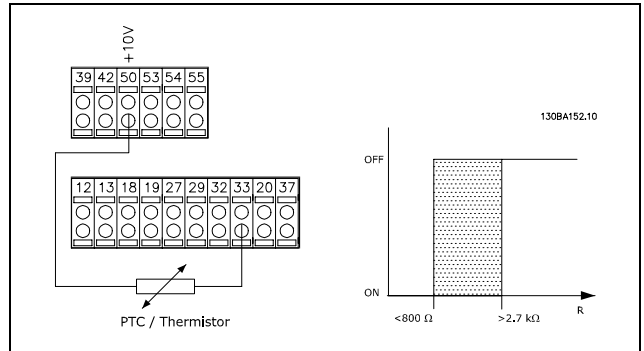 +10V
39 42 50 53 54 55
130BA152.10
OFF
12 13 18 19 27 29 32 33 20 37
ON
<800 Ω >2.7 kΩ R
PTC / Thermistor